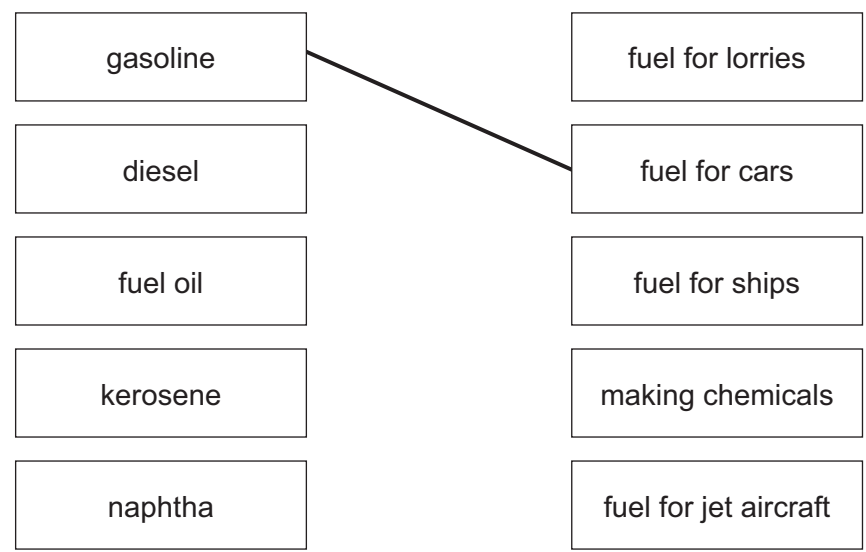 gasoline
fuel for lorries
diesel
fuel for cars
fuel oil
fuel for ships
kerosene
making chemicals
naphtha
fuel for jet aircraft